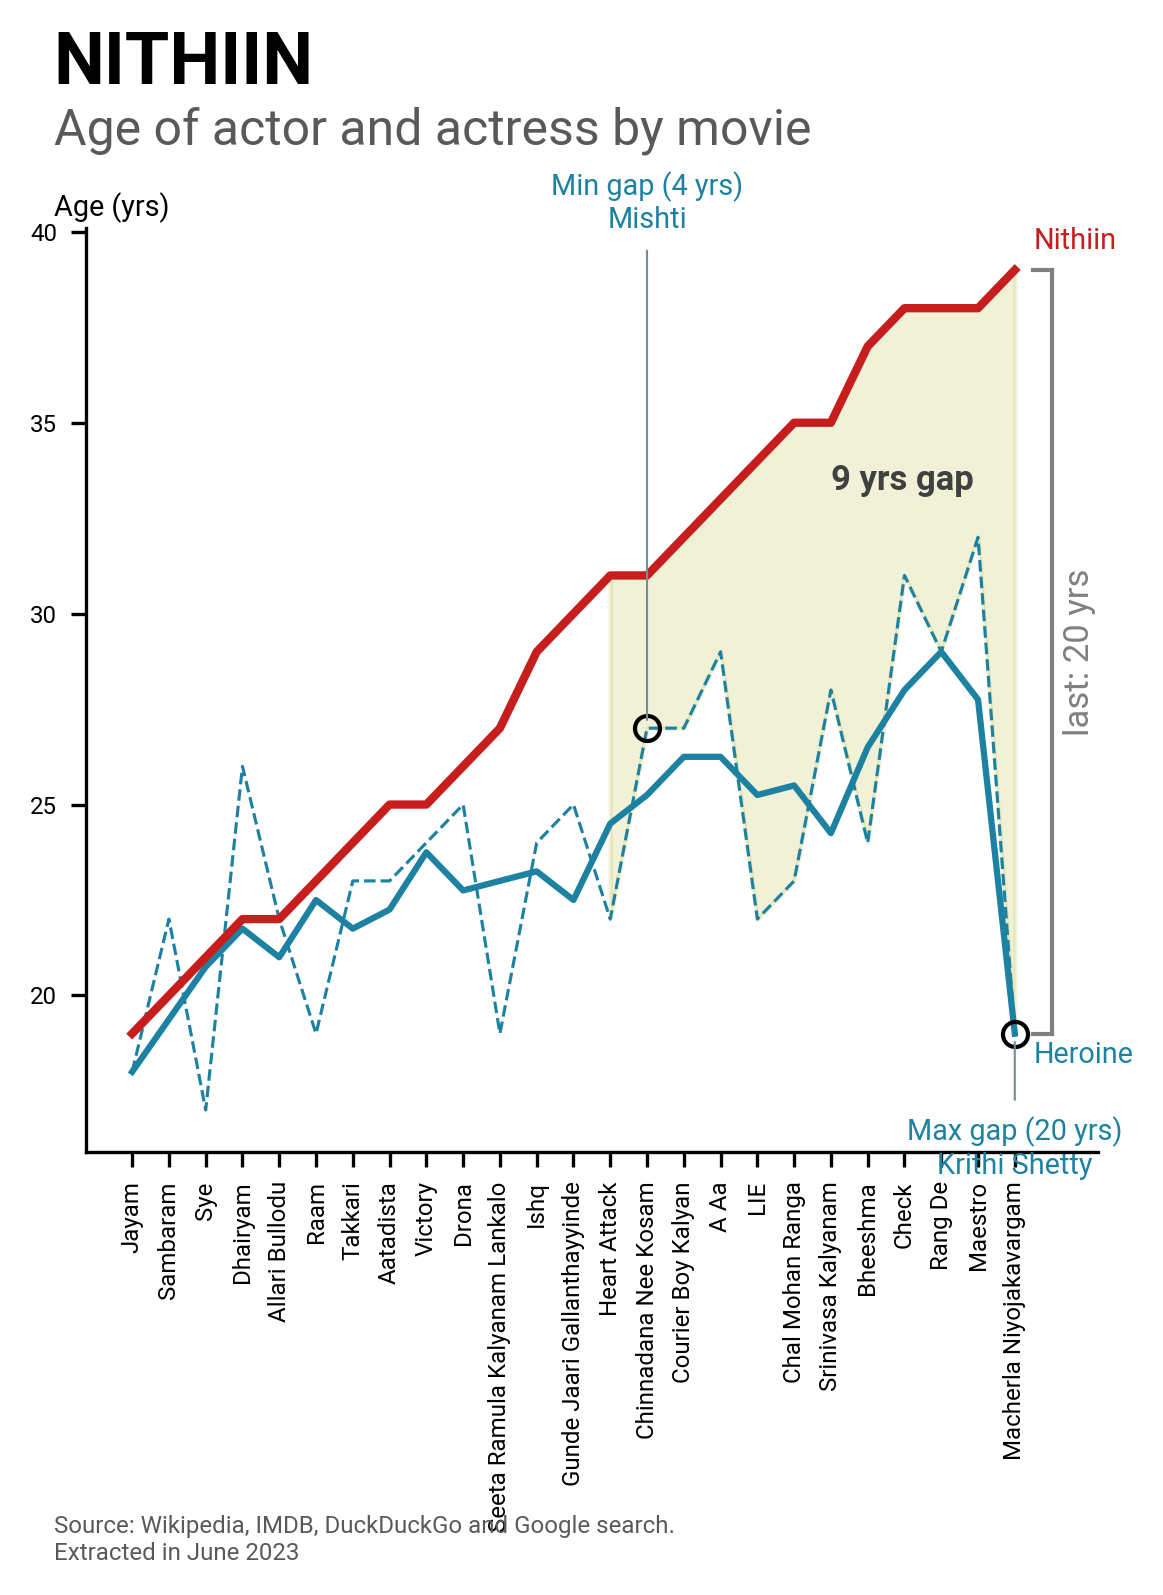 NITHIIN
Age of actor and actress by movie
Min gap (4 yrs)
Mishti
Age (yrs)
40
35
30
25
20
Nithiin
9 yrs gap
last: 20 yrs
Heroine
Max gap (20 yrs)
Krithi Shetty
Jayam
Sambaram
Sye
Dhairyam
Allari Bullodu
Raam
Takkari
Aatadista
Victory
Drona
Seeta Ramula Kalyanam Lankalo
Ishq
Gunde Jaari Gallanthayyinde
Heart Attack
Chinnadana Nee Kosam
Courier Boy Kalyan
A Aa
LIE
Chal Mohan Ranga
Srinivasa Kalyanam
Bheeshma
Check
Rang De
Maestro
Macherla Niyojakavargam
Source: Wikipedia, IMDB, DuckDuckGo and Google search.
Extracted in June 2023